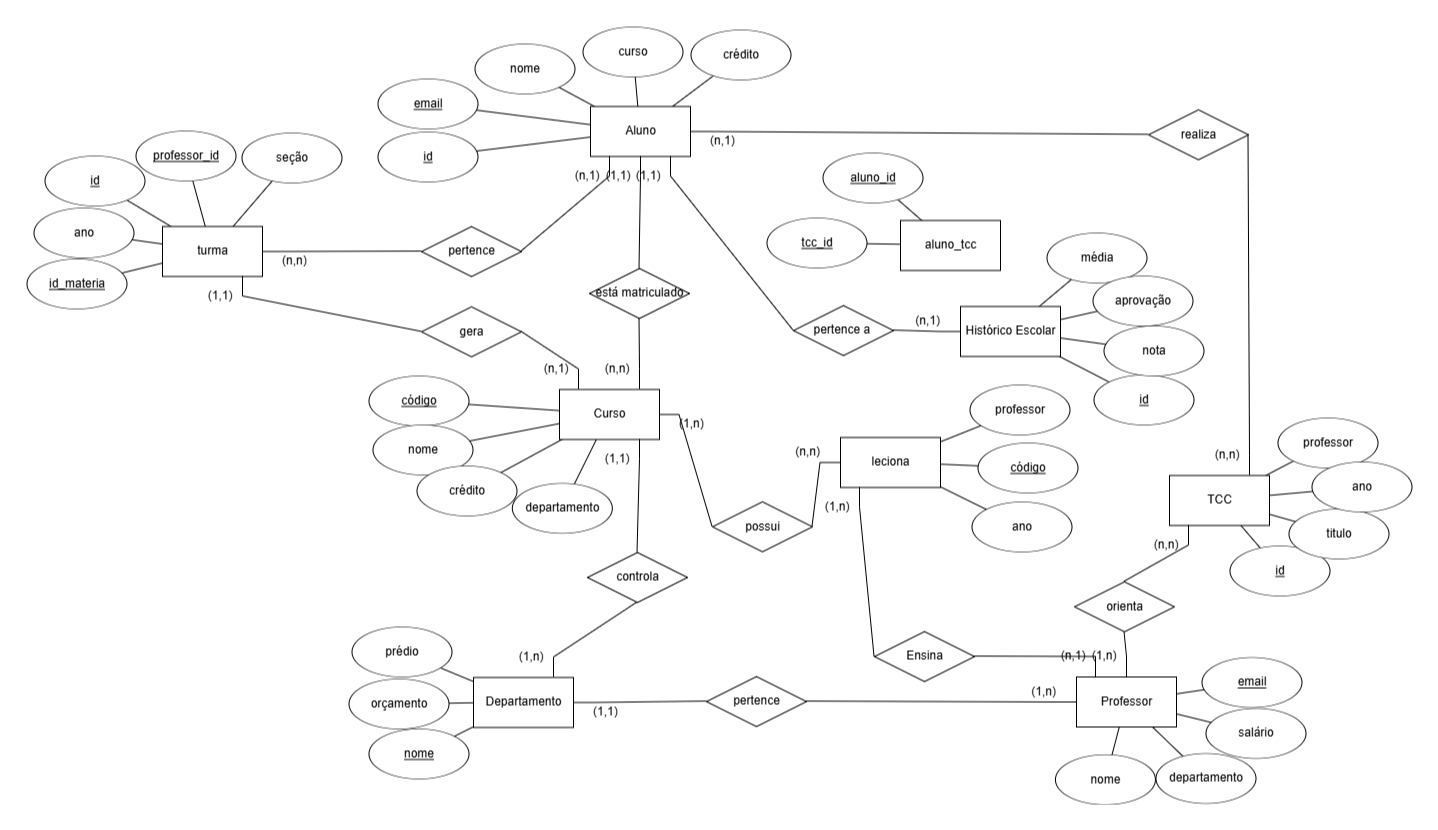 curso
nome
crédito
email
Aluno
realiza
(n,1)
id
professor_id
seção
id
(n,1)
(1,1)
(1,1)
aluno_id
ano
turma
pertence
(n,n)
tcc_id
aluno_tcc
média
id_materia
(1,1)
está matriculado
aprovação
gera
pertence a
(n,1)
Histórico Escolar
nota
(n,1)
(n,n)
código
id
Curso
(1,n)
professor
nome
(1,1)
(n,n)
leciona
código
(n,n)
professor
crédito
departamento
(1,n)
ano
possui
TCC
ano
titulo
(n,n)
id
controla
orienta
prédio
(1,n)
Ensina
(n,1)
(1,n)
orçamento
Departamento
(1,1)
pertence
(1,n)
Professor
email
salário
nome
nome
departamento